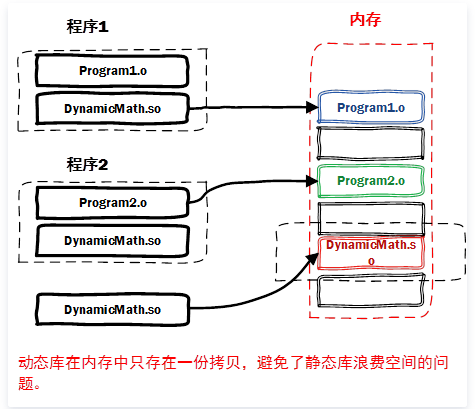 程序1
Program1.o
DynamicMath.so
程序2
Program2.o
DynamicMath.so
DynamicMath.so
内存
Program1.o
Program2.o
DynamicMath.s
o
动态库在内存中只存在一份拷贝，避免了静态库浪费空间的问
题。